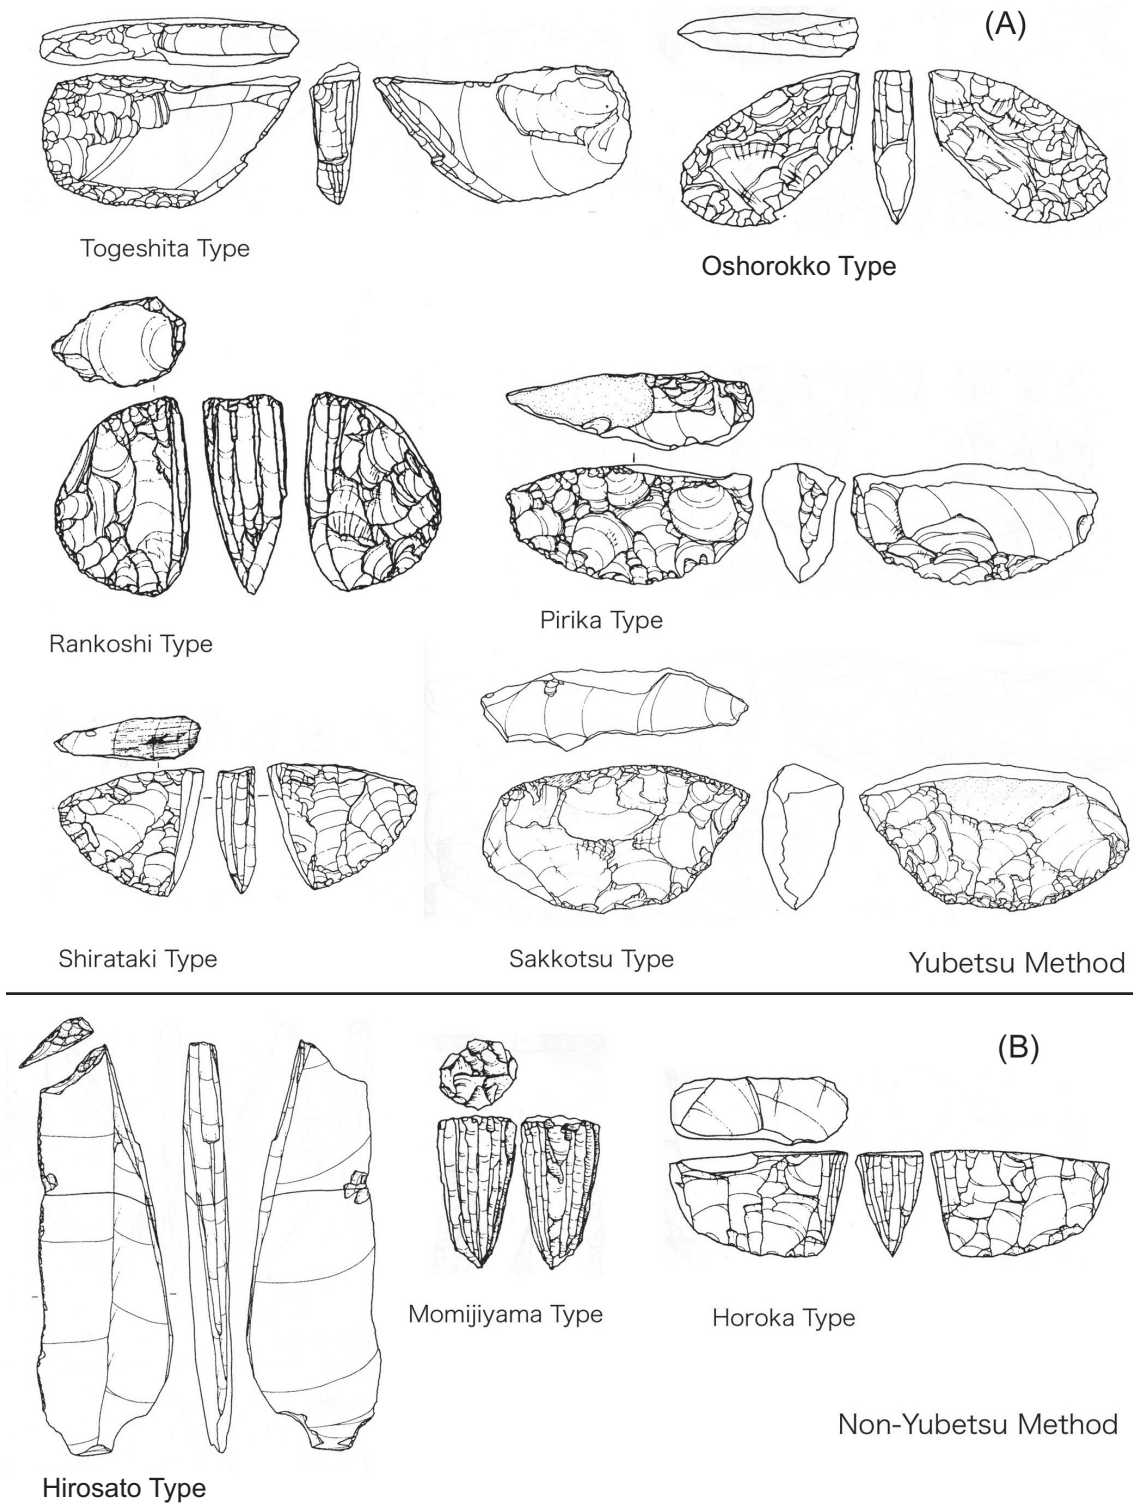 (A)
Togeshita Type
Oshorokko Type
Rankoshi Type
Pirika Type
Shirataki Type
Sakkotsu Type
Yubetsu Method
(B)
Momijiyama Type
Horoka Type
Non-Yubetsu Method
Hirosato Type